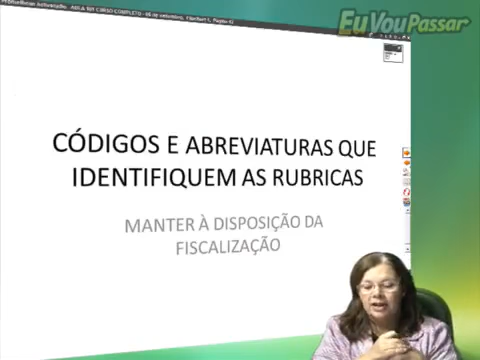 EuVouPassar
CÓDIGOS E ABREVIATURAS QUE
IDENTIFIQUEM AS RUBRICAS
MANTER À DISPOSIÇÃO DA
FISCALIZAÇÃO